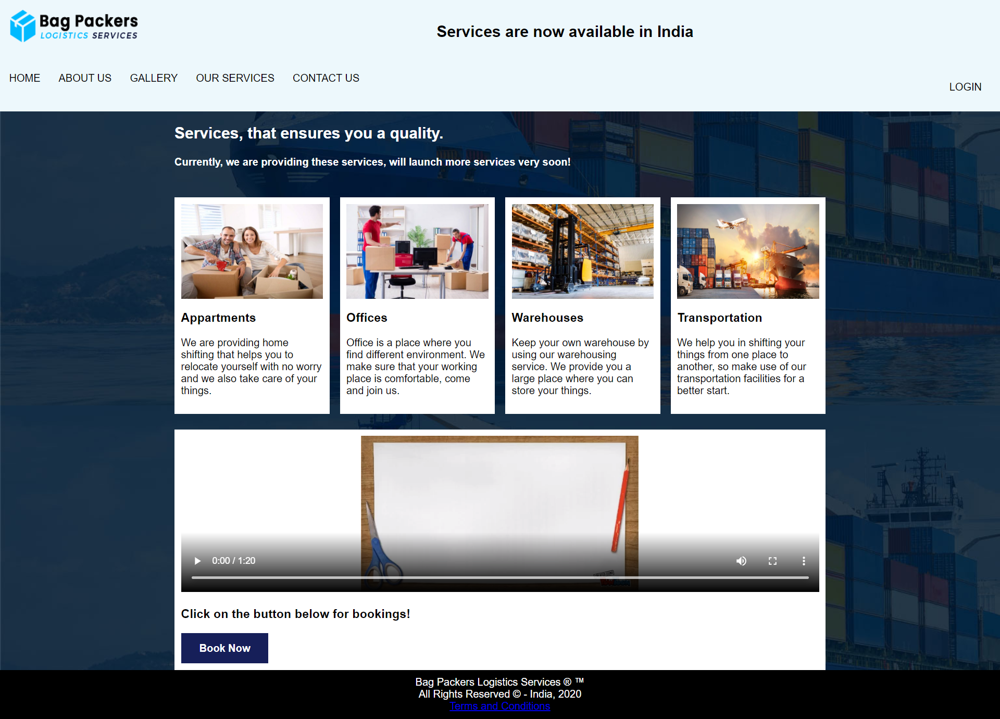 Bag Packers
LOGISTICS SERVICES
Services are now available in India
HOME ABOUT US GALLERY OUR SERVICES CONTACT US
LOGIN
Services, that ensures you a quality.
Currently, we are providing these services, will launch more services very soon!
Appartments
We are providing home
shifting that helps you to
relocate yourself with no worry
and we also take care of your
things.
Offices
Office is a place where you
find different environment. We
make sure that your working
place is comfortable, come
and join us.
Warehouses
Keep your own warehouse by
using our warehousing
service. We provide you a
large place where you can
store your things.
Transportation
We help you in shifting your
things from one place to
another, so make use of our
transportation facilities for a
better start.
0:00 / 1:20
Click on the button below for bookings!
Book Now
Bag Packers Logistics Services ® ™
All Rights Reserved © - India, 2020
Terms and Conditions